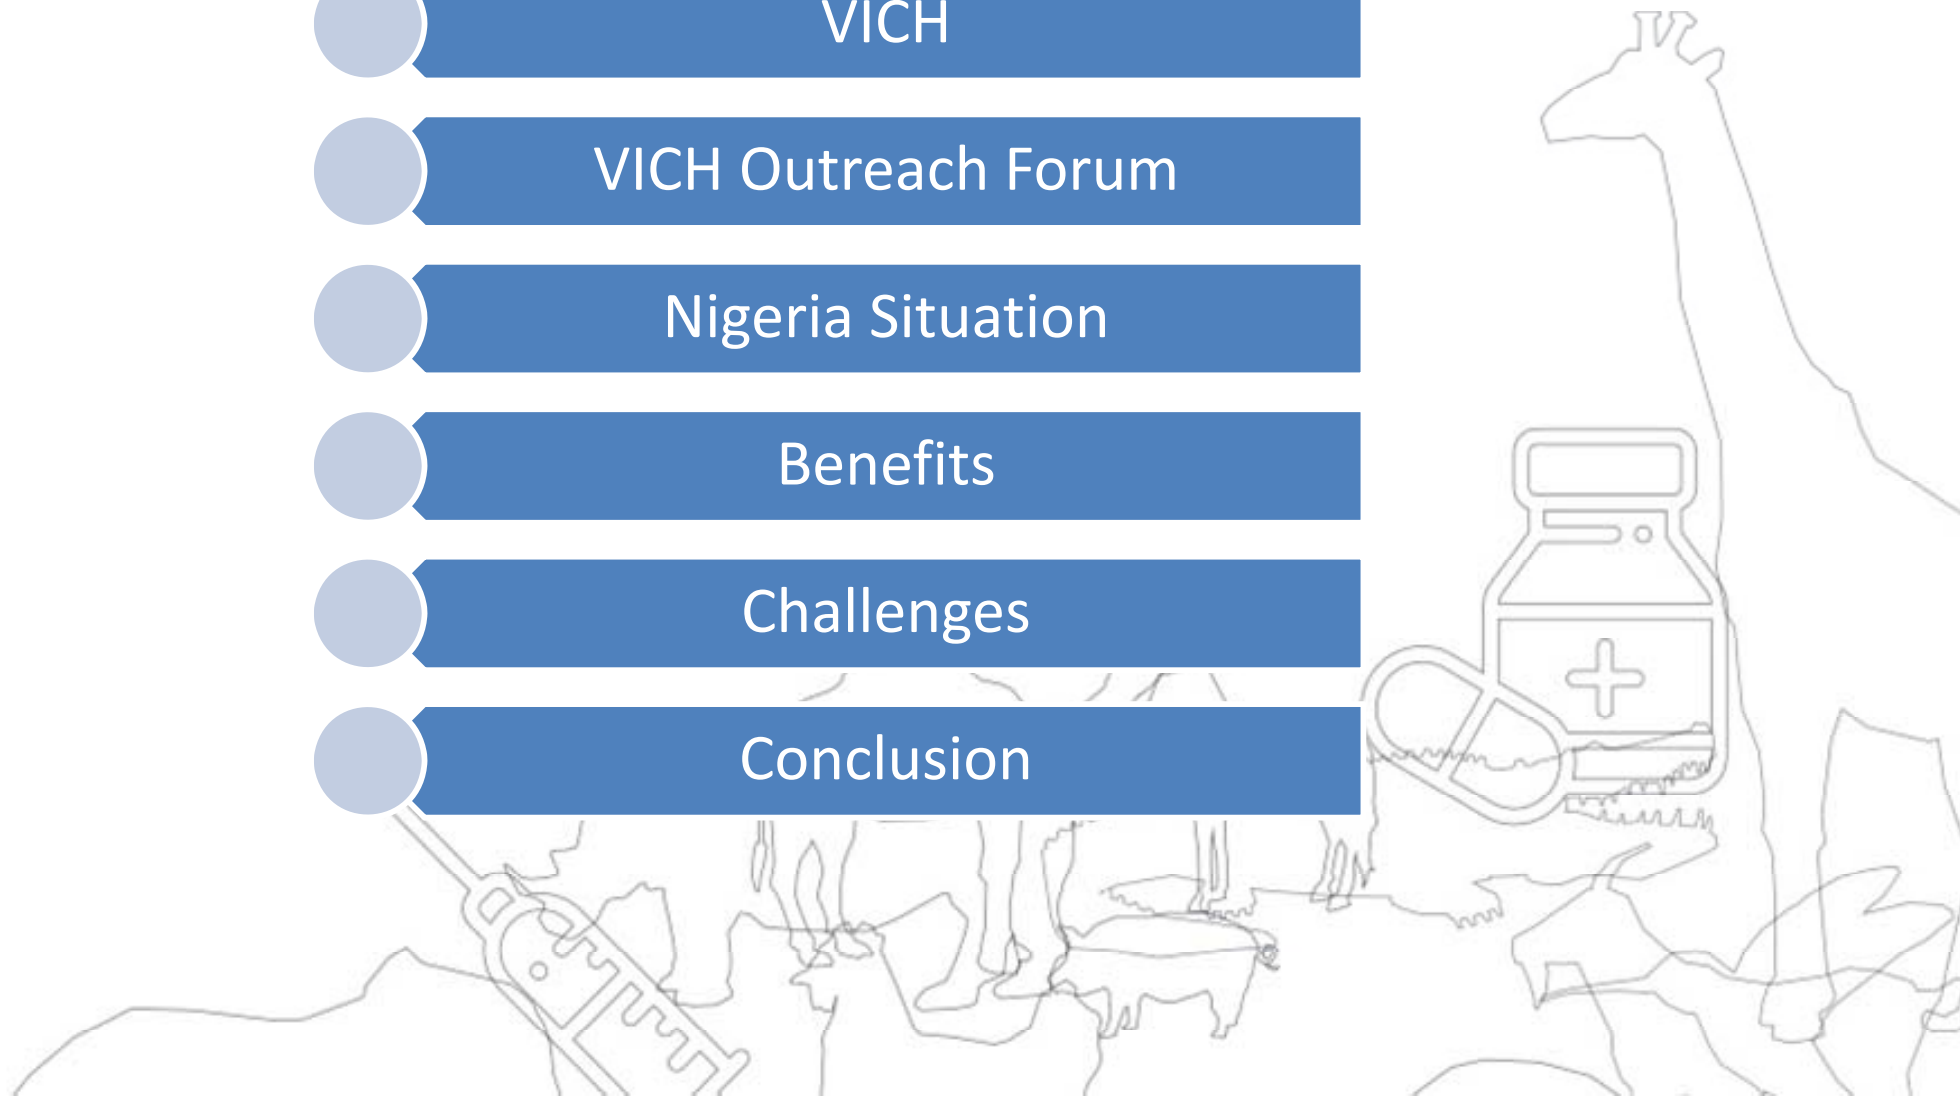 VICH
VICH Outreach Forum
Nigeria Situation
Benefits
Challenges
Conclusion